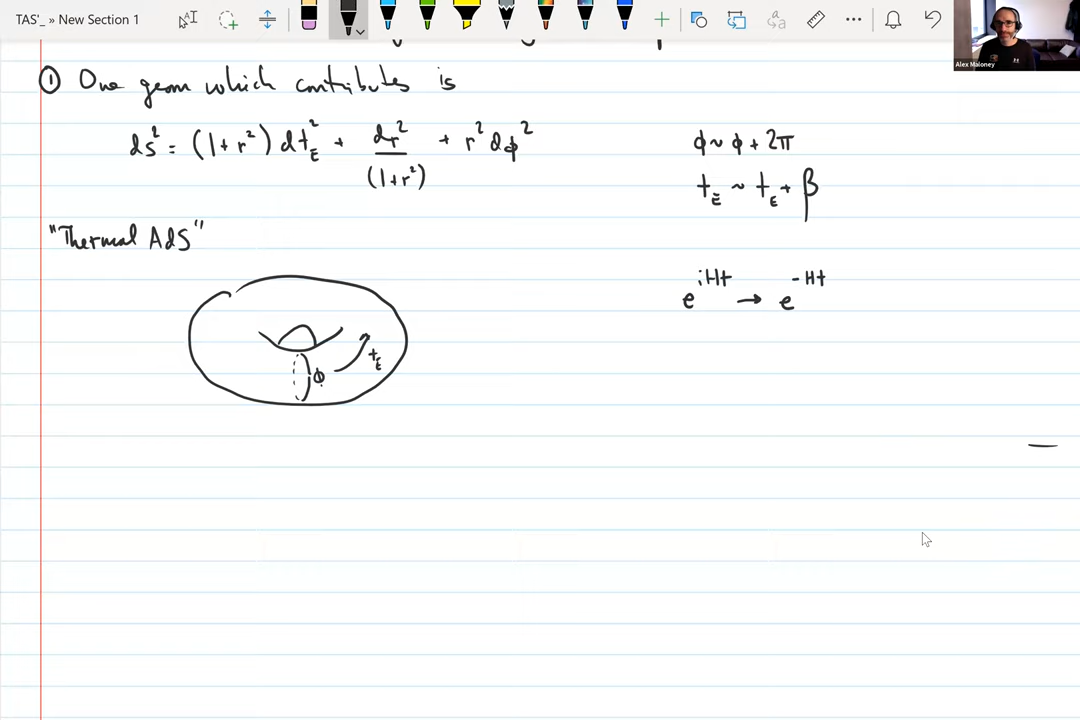 TAS'_ » New Section 1
Alex Maloney
① One geom which contributes is
ds² = (1+r²) dt_E² + dr²/(1+r²) + r² dϕ²
ϕ ~ ϕ + 2π
t_E ~ t_E + β
"Thermal AdS"
e^{iHt} → e^{-Ht}
ϕ
t_E